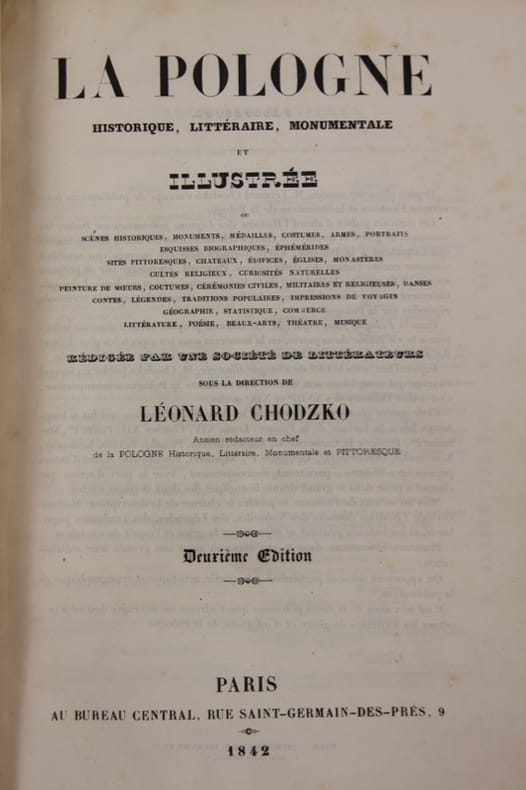 LA POLOGNE
HISTORIQUE, LITTÉRAIRE, MONUMENTALE
ET
ILLUSTRÉE
OU
SCÈNES HISTORIQUES, MONUMENTS, MÉDAILLES, COSTUMES, ARMES, PORTRAITS
ESQUISSES BIOGRAPHIQUES, ÉPHÉMÉRIDES
SITES PITTORESQUES, CHATEAUX, ÉDIFICES, ÉGLISES, MONASTÈRES
CULTES RELIGIEUX, CURIOSITÉS NATURELLES
PEINTURE DE MŒURS, COUTUMES, CÉRÉMONIES CIVILES, MILITAIRES ET RELIGIEUSES, DANSES
CONTES, LÉGENDES, TRADITIONS POPULAIRES, IMPRESSIONS DE VOYAGES
GÉOGRAPHIE, STATISTIQUE, COMMERCE
LITTÉRATURE, POÉSIE, BEAUX-ARTS, THÉATRE, MUSIQUE
RÉDIGÉE PAR UNE SOCIÉTÉ DE LITTÉRATEURS
SOUS LA DIRECTION DE
LÉONARD CHODZKO
Ancien rédacteur en chef
de la POLOGNE Historique, Littéraire, Monumentale et PITTORESQUE
Deuxième Edition
PARIS
AU BUREAU CENTRAL, RUE SAINT-GERMAIN-DES-PRÉS, 9
1842